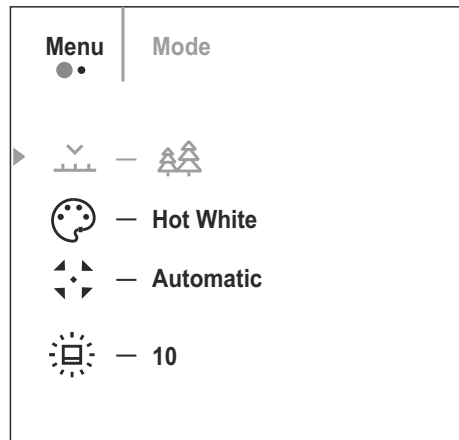 Menu
Mode
— 
— Hot White
— Automatic
— 10